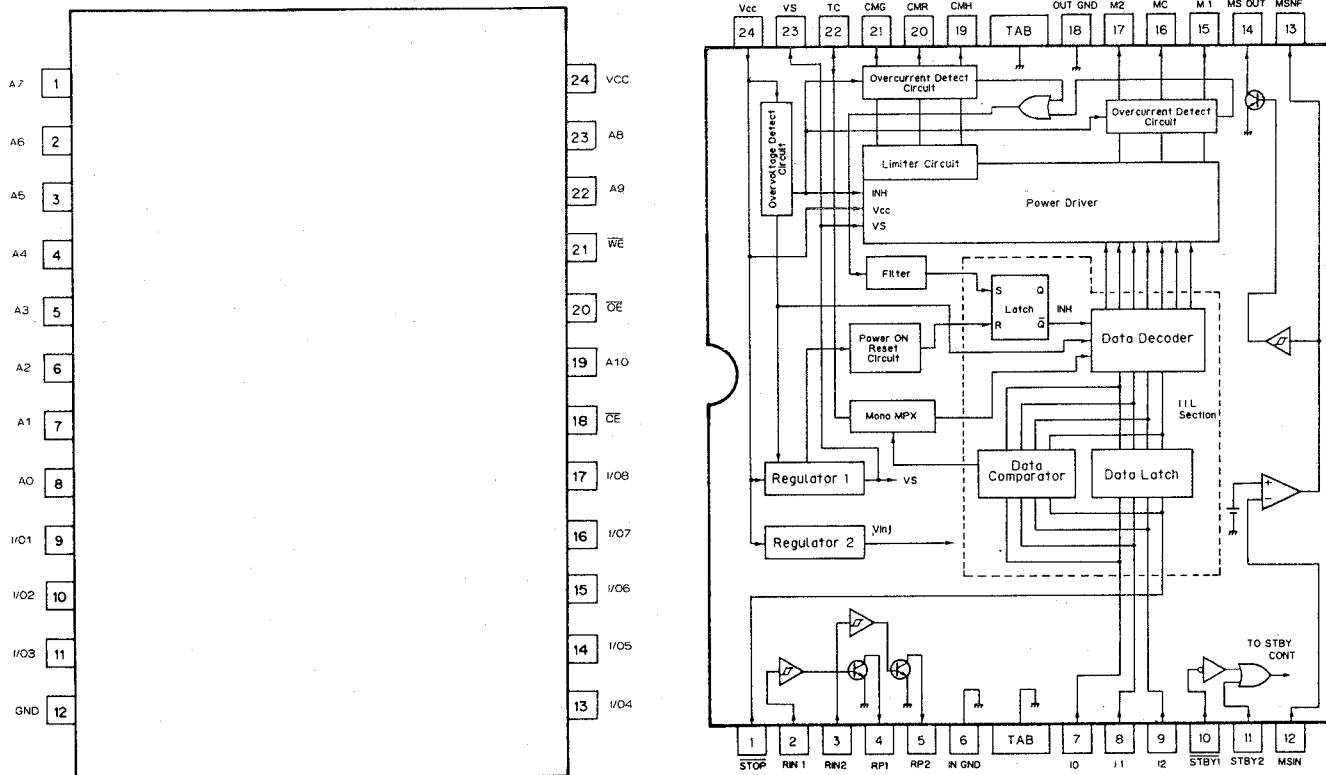 A7 1
A6 2
A5 3
A4 4
A3 5
A2 6
A1 7
A0 8
I/O1 9
I/O2 10
I/O3 11
GND 12
24 VCC
23 A8
22 A9
21 WE
20 OE
19 A10
18 CE
17 I/O8
16 I/O7
15 I/O6
14 I/O5
13 I/O4
Vcc VS TC CMG CMR CMH OUT GND M2 MC M1 MS OUT MSNF
24 23 22 21 20 19 TAB 18 17 16 15 14 13
Overcurrent Detect
Circuit
Overcurrent Detect
Circuit
Overvoltage Detect
Circuit
Limiter Circuit
INH
Vcc
VS
Power Driver
Filter
S Q
Latch
R Q
INH
Power ON
Reset
Circuit
Data Decoder
Mono MPX
IIL
Section
Regulator 1
VS
Data
Comparator
Data Latch
Regulator 2
Vinj
+
−
TO STBY
CONT
1 2 3 4 5 6 TAB 7 8 9 10 11 12
STOP RIN 1 RIN2 RP1 RP2 IN GND I0 I1 I2 STBY1 STBY2 MSIN